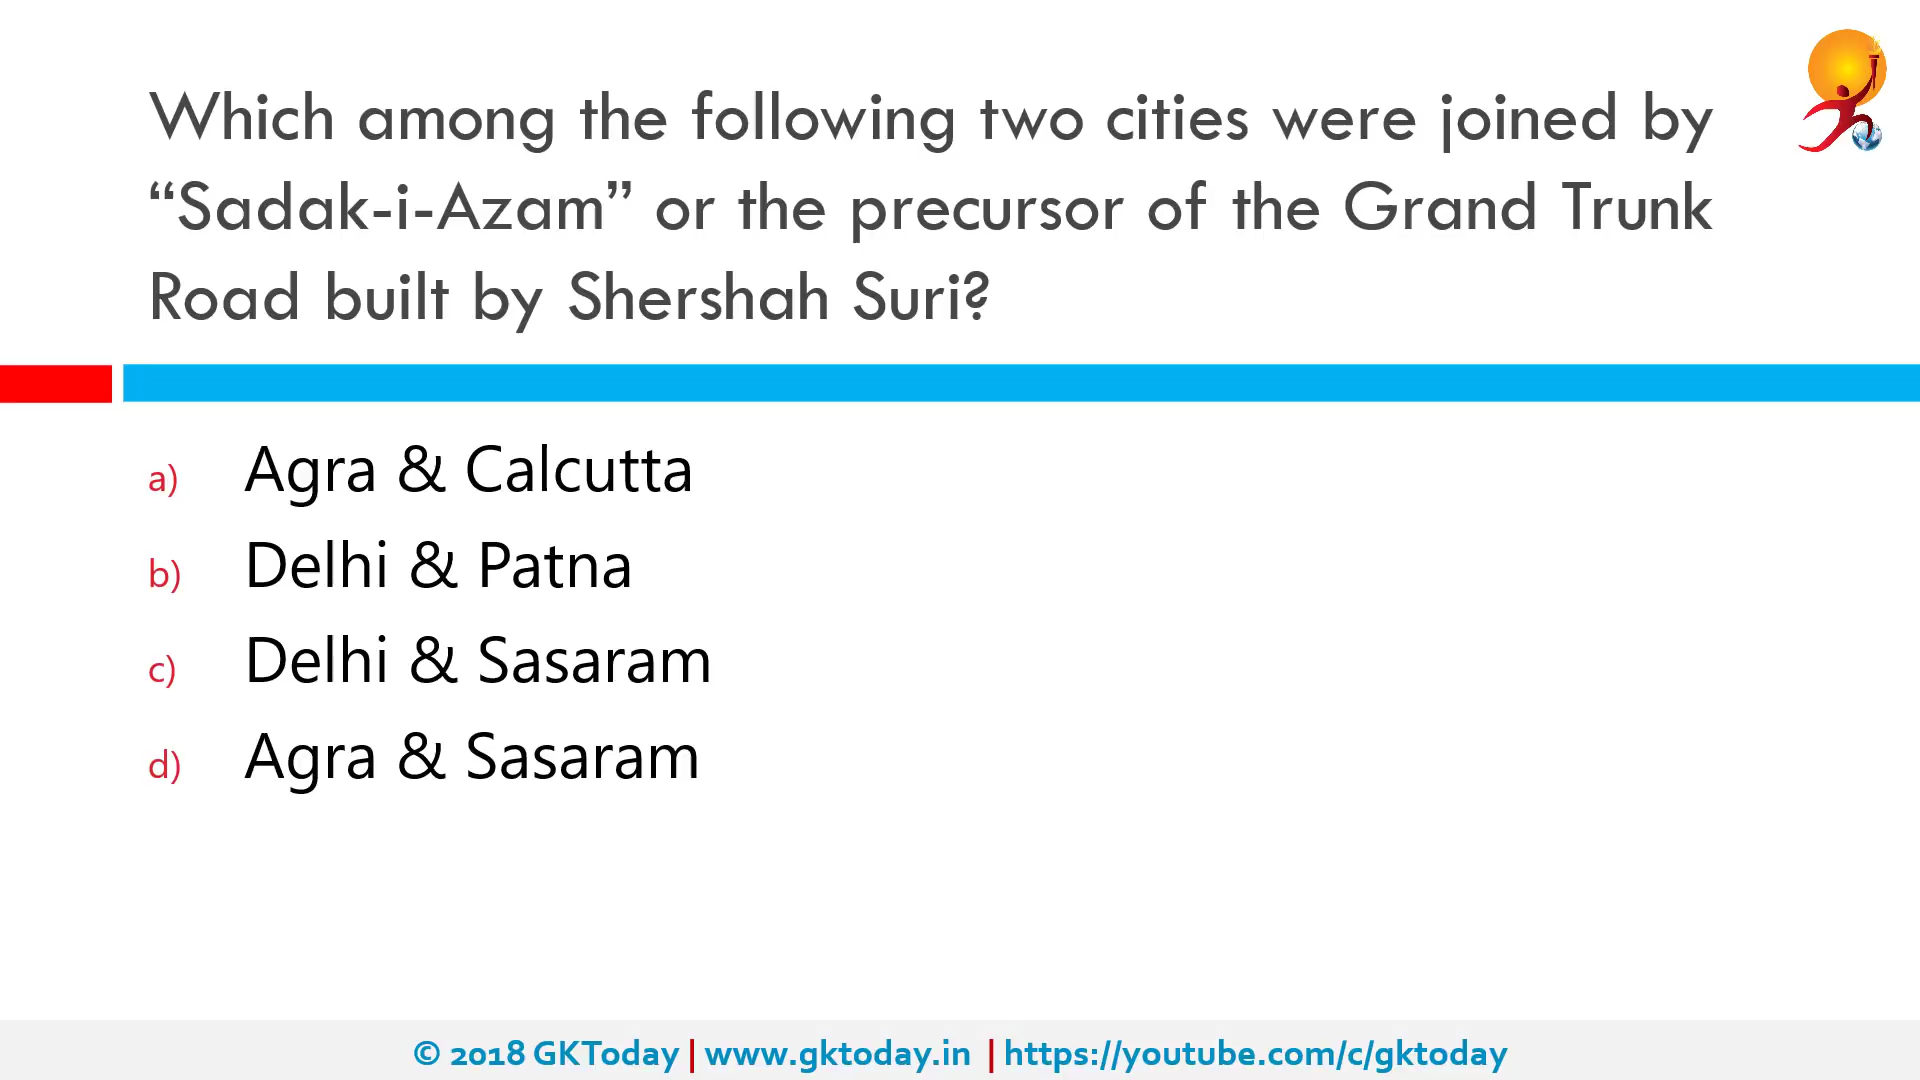 Which among the following two cities were joined by
“Sadak-i-Azam” or the precursor of the Grand Trunk
Road built by Shershah Suri?
a) Agra & Calcutta
b) Delhi & Patna
c) Delhi & Sasaram
d) Agra & Sasaram
© 2018 GKToday | www.gktoday.in | https://youtube.com/c/gktoday